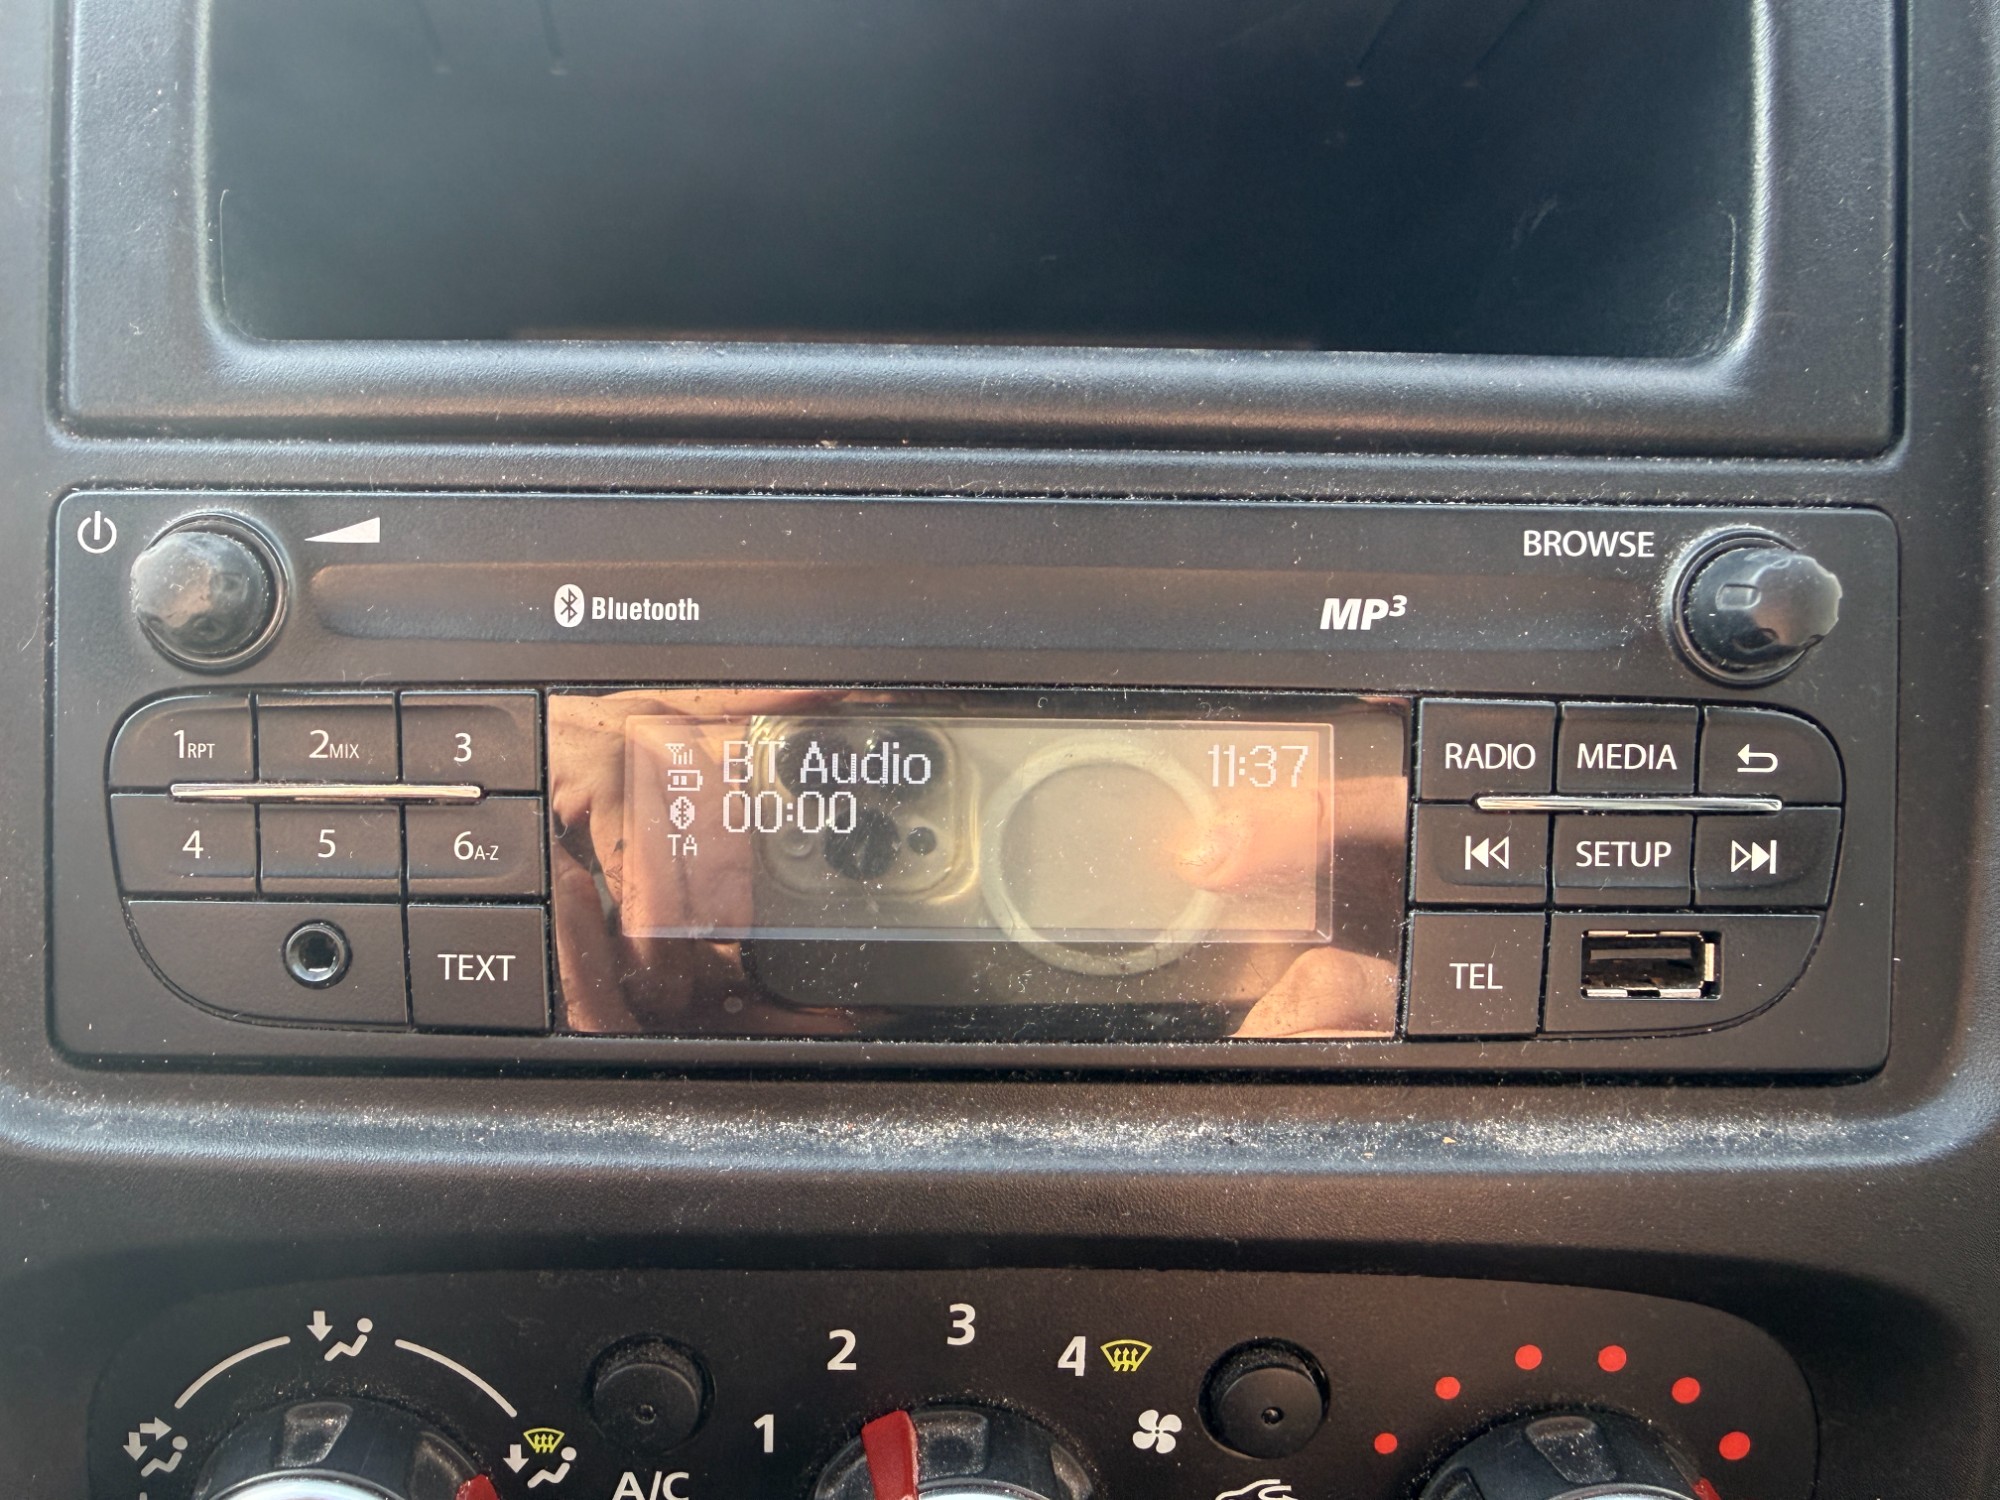 BROWSE
Bluetooth
MP3
1RPT
2MIX
3
BT Audio
11:37
RADIO
MEDIA
00:00
TA
4
5
6A-Z
SETUP
TEXT
TEL
1
2
3
4
A/C